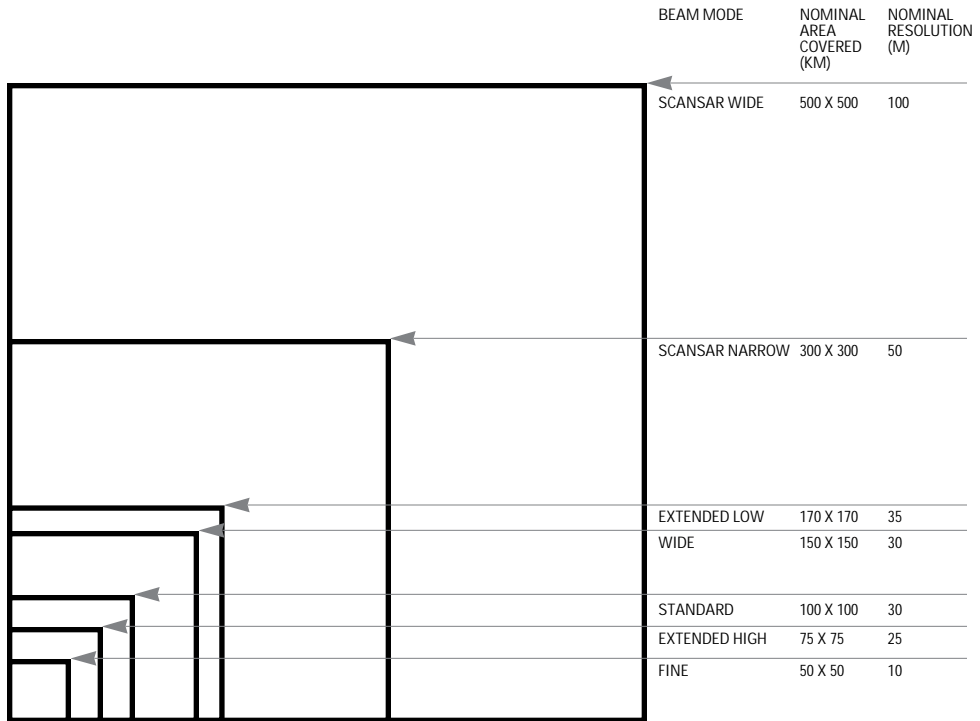 BEAM MODE NOMINAL NOMINAL
AREA RESOLUTION
COVERED (M)
(KM)
SCANSAR WIDE 500 X 500 100
SCANSAR NARROW 300 X 300 50
EXTENDED LOW 170 X 170 35
WIDE 150 X 150 30
STANDARD 100 X 100 30
EXTENDED HIGH 75 X 75 25
FINE 50 X 50 10